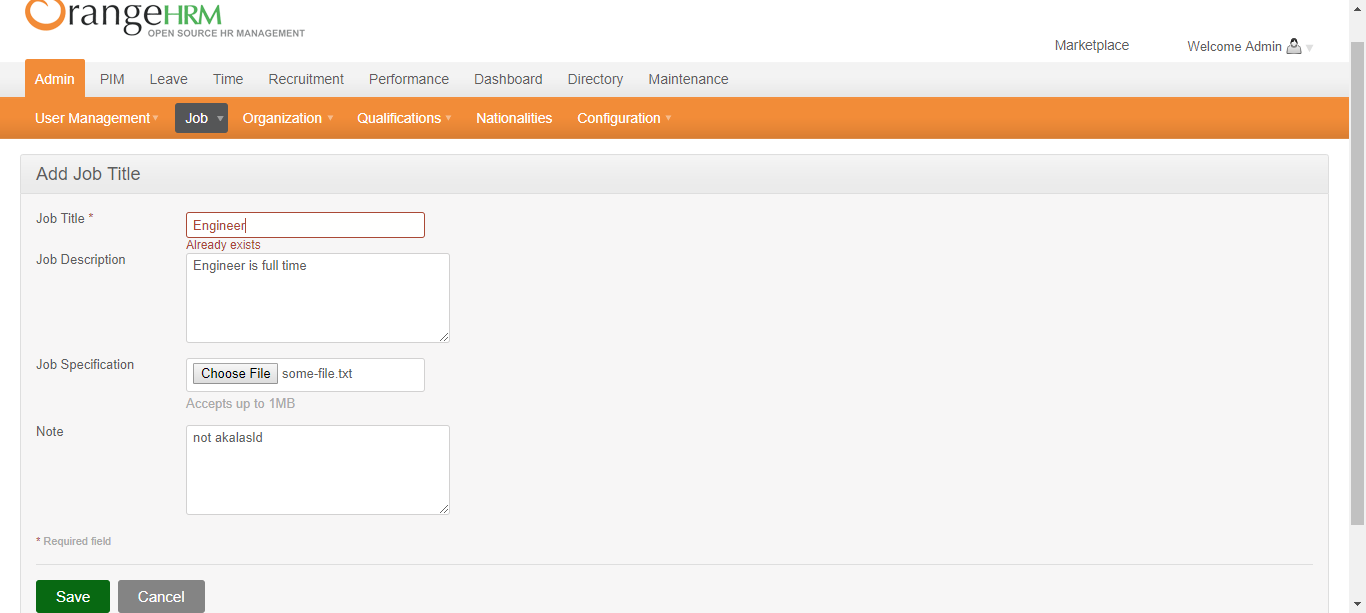 OrangeHRM
OPEN SOURCE HR MANAGEMENT
Marketplace Welcome Admin
Admin PIM Leave Time Recruitment Performance Dashboard Directory Maintenance
User Management Job Organization Qualifications Nationalities Configuration
Add Job Title
Job Title * Engineer
Already exists
Job Description Engineer is full time
Job Specification Choose File some-file.txt
Accepts up to 1MB
Note not akalasld
* Required field
Save Cancel